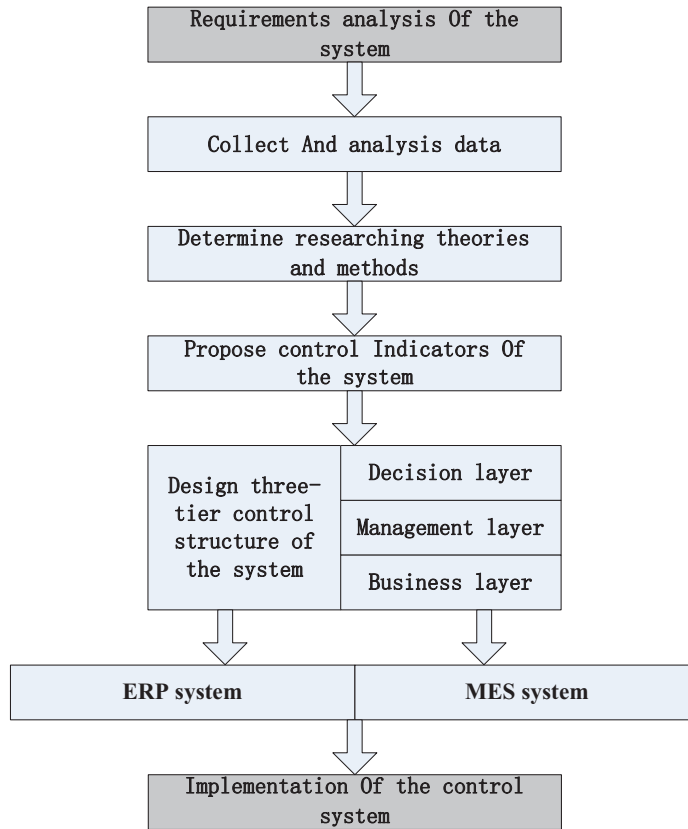 Requirements analysis Of the
system
Collect And analysis data
Determine researching theories
and methods
Propose control Indicators Of
the system
Design three-
tier control
structure of
the system
Decision layer
Management layer
Business layer
ERP system
MES system
Implementation Of the control
system